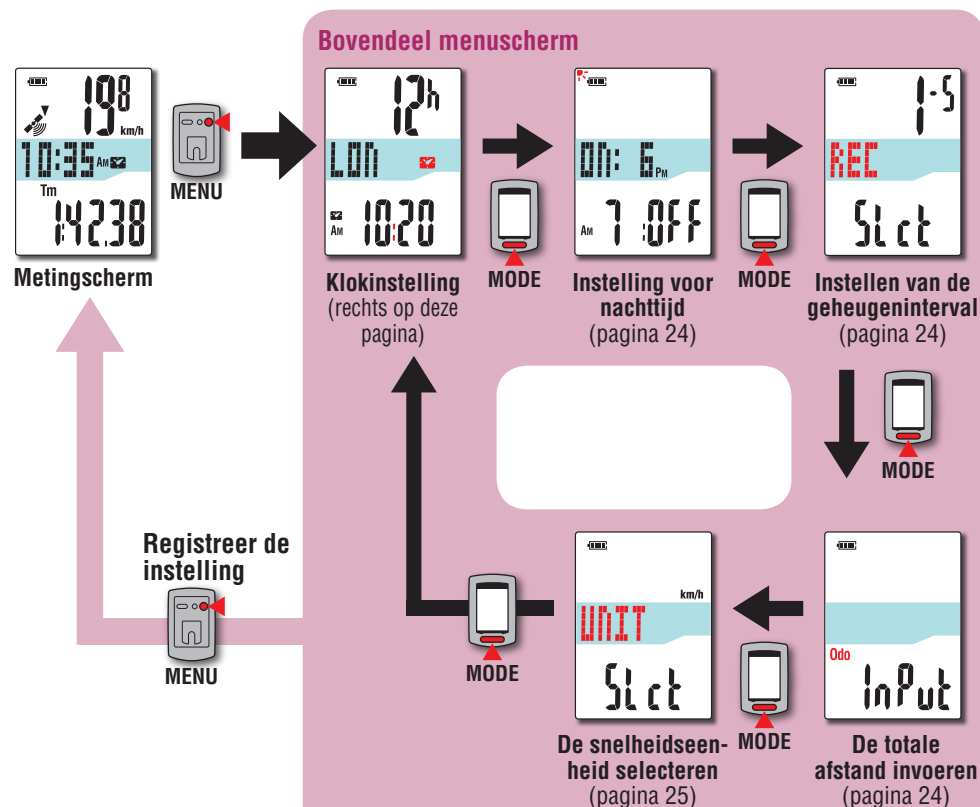 Bovendeel menuscherm
198
km/h
10:35 AM
Tm
1:42.38
Metingscherm
MENU
12h
LON
AM 10:20
Klokinstelling
(rechts op deze
pagina)
MODE
ON: 6 PM
AM 7 :OFF
Instelling voor
nachttijd
(pagina 24)
MODE
1-5
REC
SLct
Instellen van de
geheugeninterval
(pagina 24)
MODE
Odo
InPut
De totale
afstand invoeren
(pagina 24)
MODE
km/h
UNIT
SLct
De snelheidseen-
heid selecteren
(pagina 25)
MODE
Registreer de
instelling
MENU